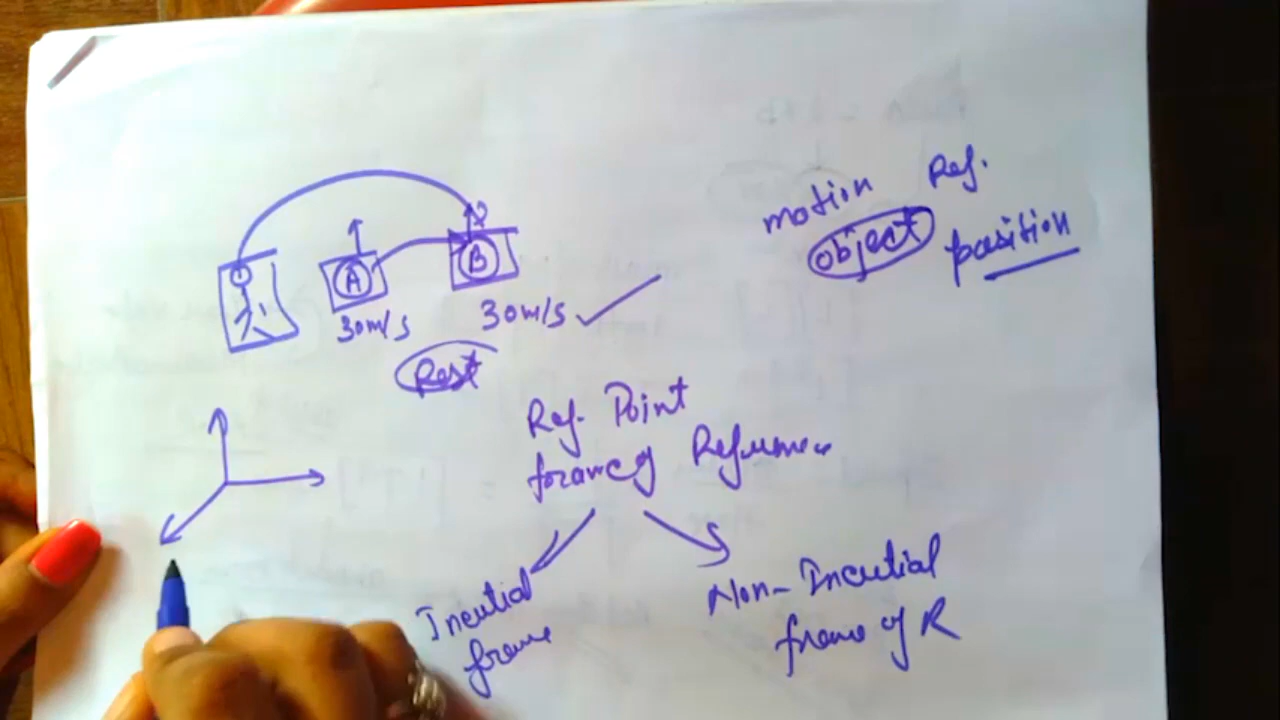 motion Ref.
object position
A B
30m/s 30m/s
Rest
Ref. Point
frame of Reference
Inertial
frame
Non-Inertial
frame of R